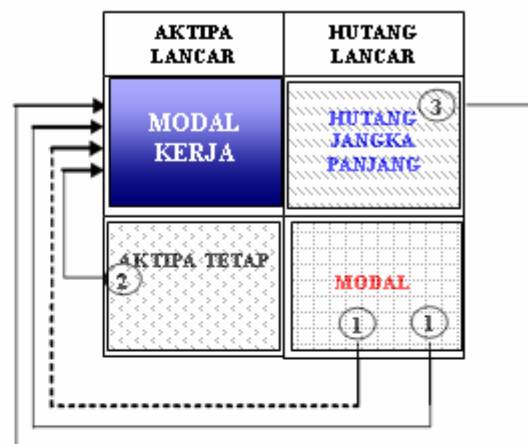 AKTIPA
LANCAR
HUTANG
LANCAR
MODAL
KERJA
3
HUTANG
JANGKA
PANJANG
AKTIPA TETAP
2
MODAL
1
1